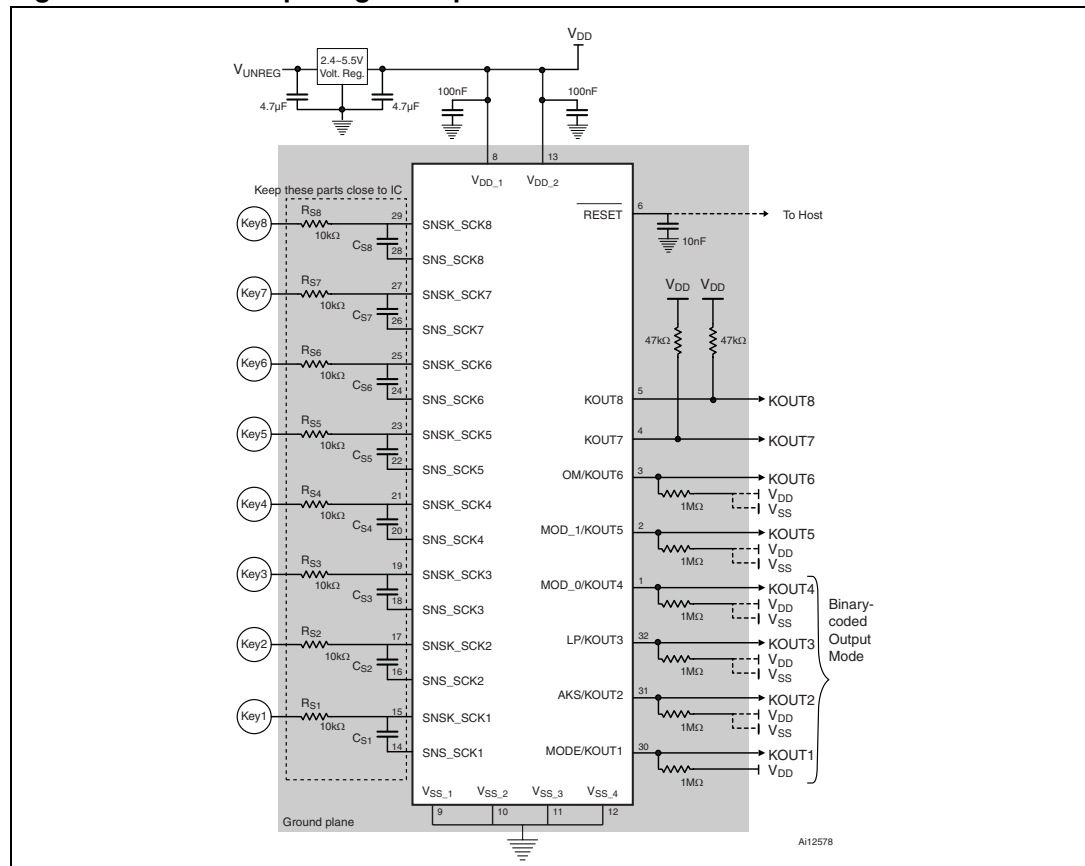 V_DD
V_UNREG
2.4~5.5V
Volt. Reg.
4.7µF
4.7µF
100nF
100nF
8
13
V_DD_1
V_DD_2
Keep these parts close to IC
RESET
6
To Host
10nF
Key8
R_S8
10kΩ
C_S8
29
28
SNSK_SCK8
SNS_SCK8
Key7
R_S7
10kΩ
C_S7
27
26
SNSK_SCK7
SNS_SCK7
V_DD
V_DD
47kΩ
47kΩ
Key6
R_S6
10kΩ
C_S6
25
24
SNSK_SCK6
SNS_SCK6
KOUT8
5
KOUT8
Key5
R_S5
10kΩ
C_S5
23
22
SNSK_SCK5
SNS_SCK5
KOUT7
4
KOUT7
OM/KOUT6
3
KOUT6
1MΩ
V_DD
V_SS
Key4
R_S4
10kΩ
C_S4
21
20
SNSK_SCK4
SNS_SCK4
MOD_1/KOUT5
2
KOUT5
1MΩ
V_DD
V_SS
Key3
R_S3
10kΩ
C_S3
19
18
SNSK_SCK3
SNS_SCK3
MOD_0/KOUT4
1
KOUT4
1MΩ
V_DD
V_SS
Key2
R_S2
10kΩ
C_S2
17
16
SNSK_SCK2
SNS_SCK2
LP/KOUT3
32
KOUT3
1MΩ
V_DD
V_SS
Key1
R_S1
10kΩ
C_S1
15
14
SNSK_SCK1
SNS_SCK1
AKS/KOUT2
31
KOUT2
1MΩ
V_DD
V_SS
MODE/KOUT1
30
KOUT1
1MΩ
V_DD
Binary-
coded
Output
Mode
V_SS_1
V_SS_2
V_SS_3
V_SS_4
9
10
11
12
Ground plane
Ai12578